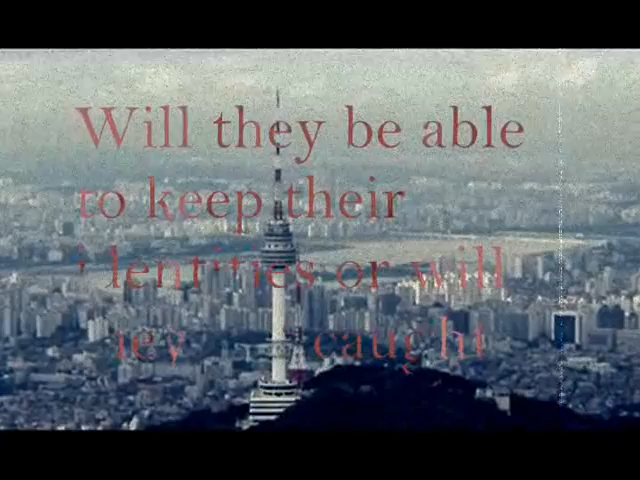 Will they be able
to keep their
identities or will
caught